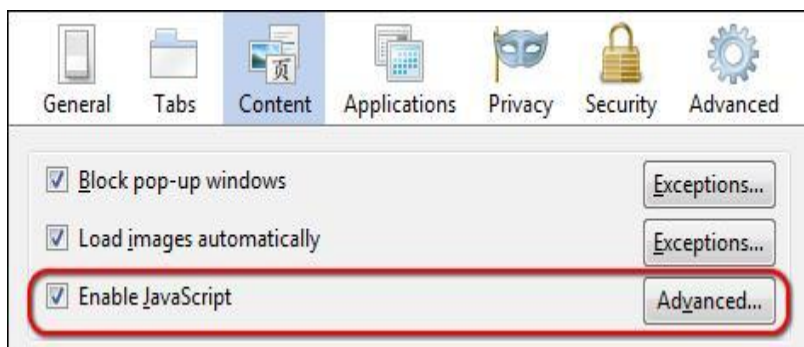 General Tabs Content Applications Privacy Security Advanced
页
Block pop-up windows Exceptions...
Load images automatically Exceptions...
Enable JavaScript Advanced...